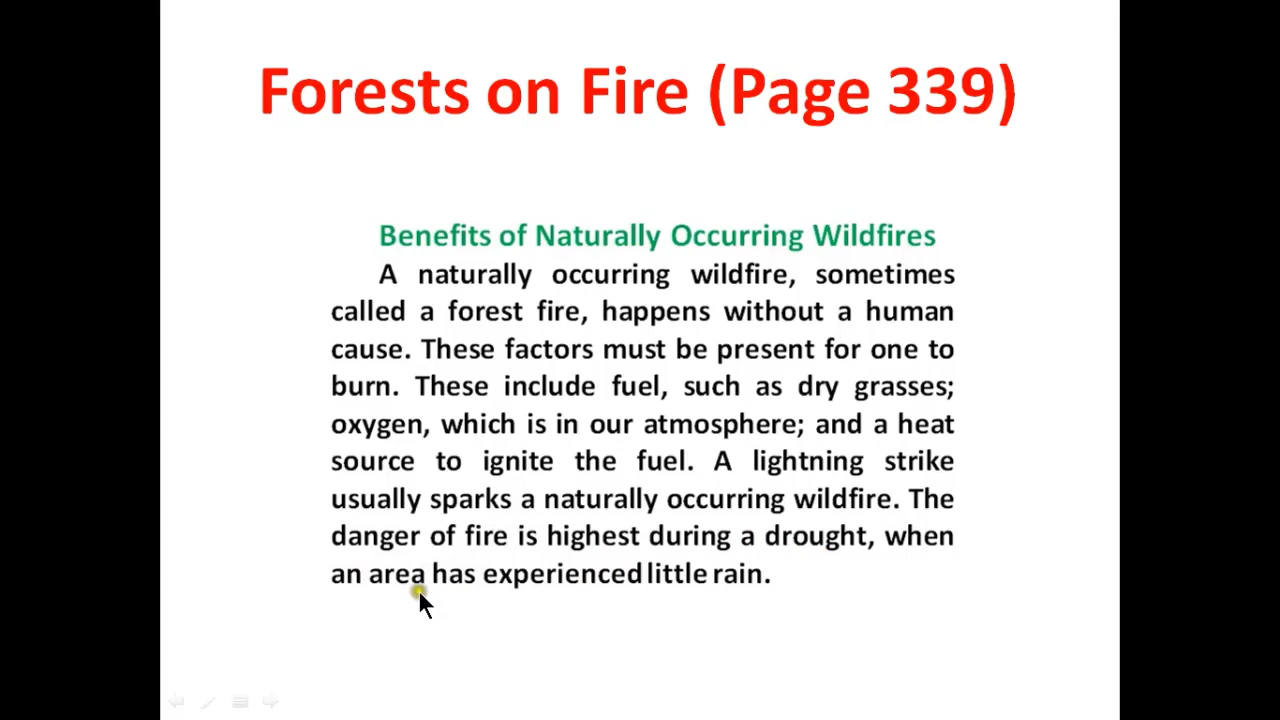 Forests on Fire (Page 339)
Benefits of Naturally Occurring Wildfires
A naturally occurring wildfire, sometimes
called a forest fire, happens without a human
cause. These factors must be present for one to
burn. These include fuel, such as dry grasses;
oxygen, which is in our atmosphere; and a heat
source to ignite the fuel. A lightning strike
usually sparks a naturally occurring wildfire. The
danger of fire is highest during a drought, when
an area has experienced little rain.